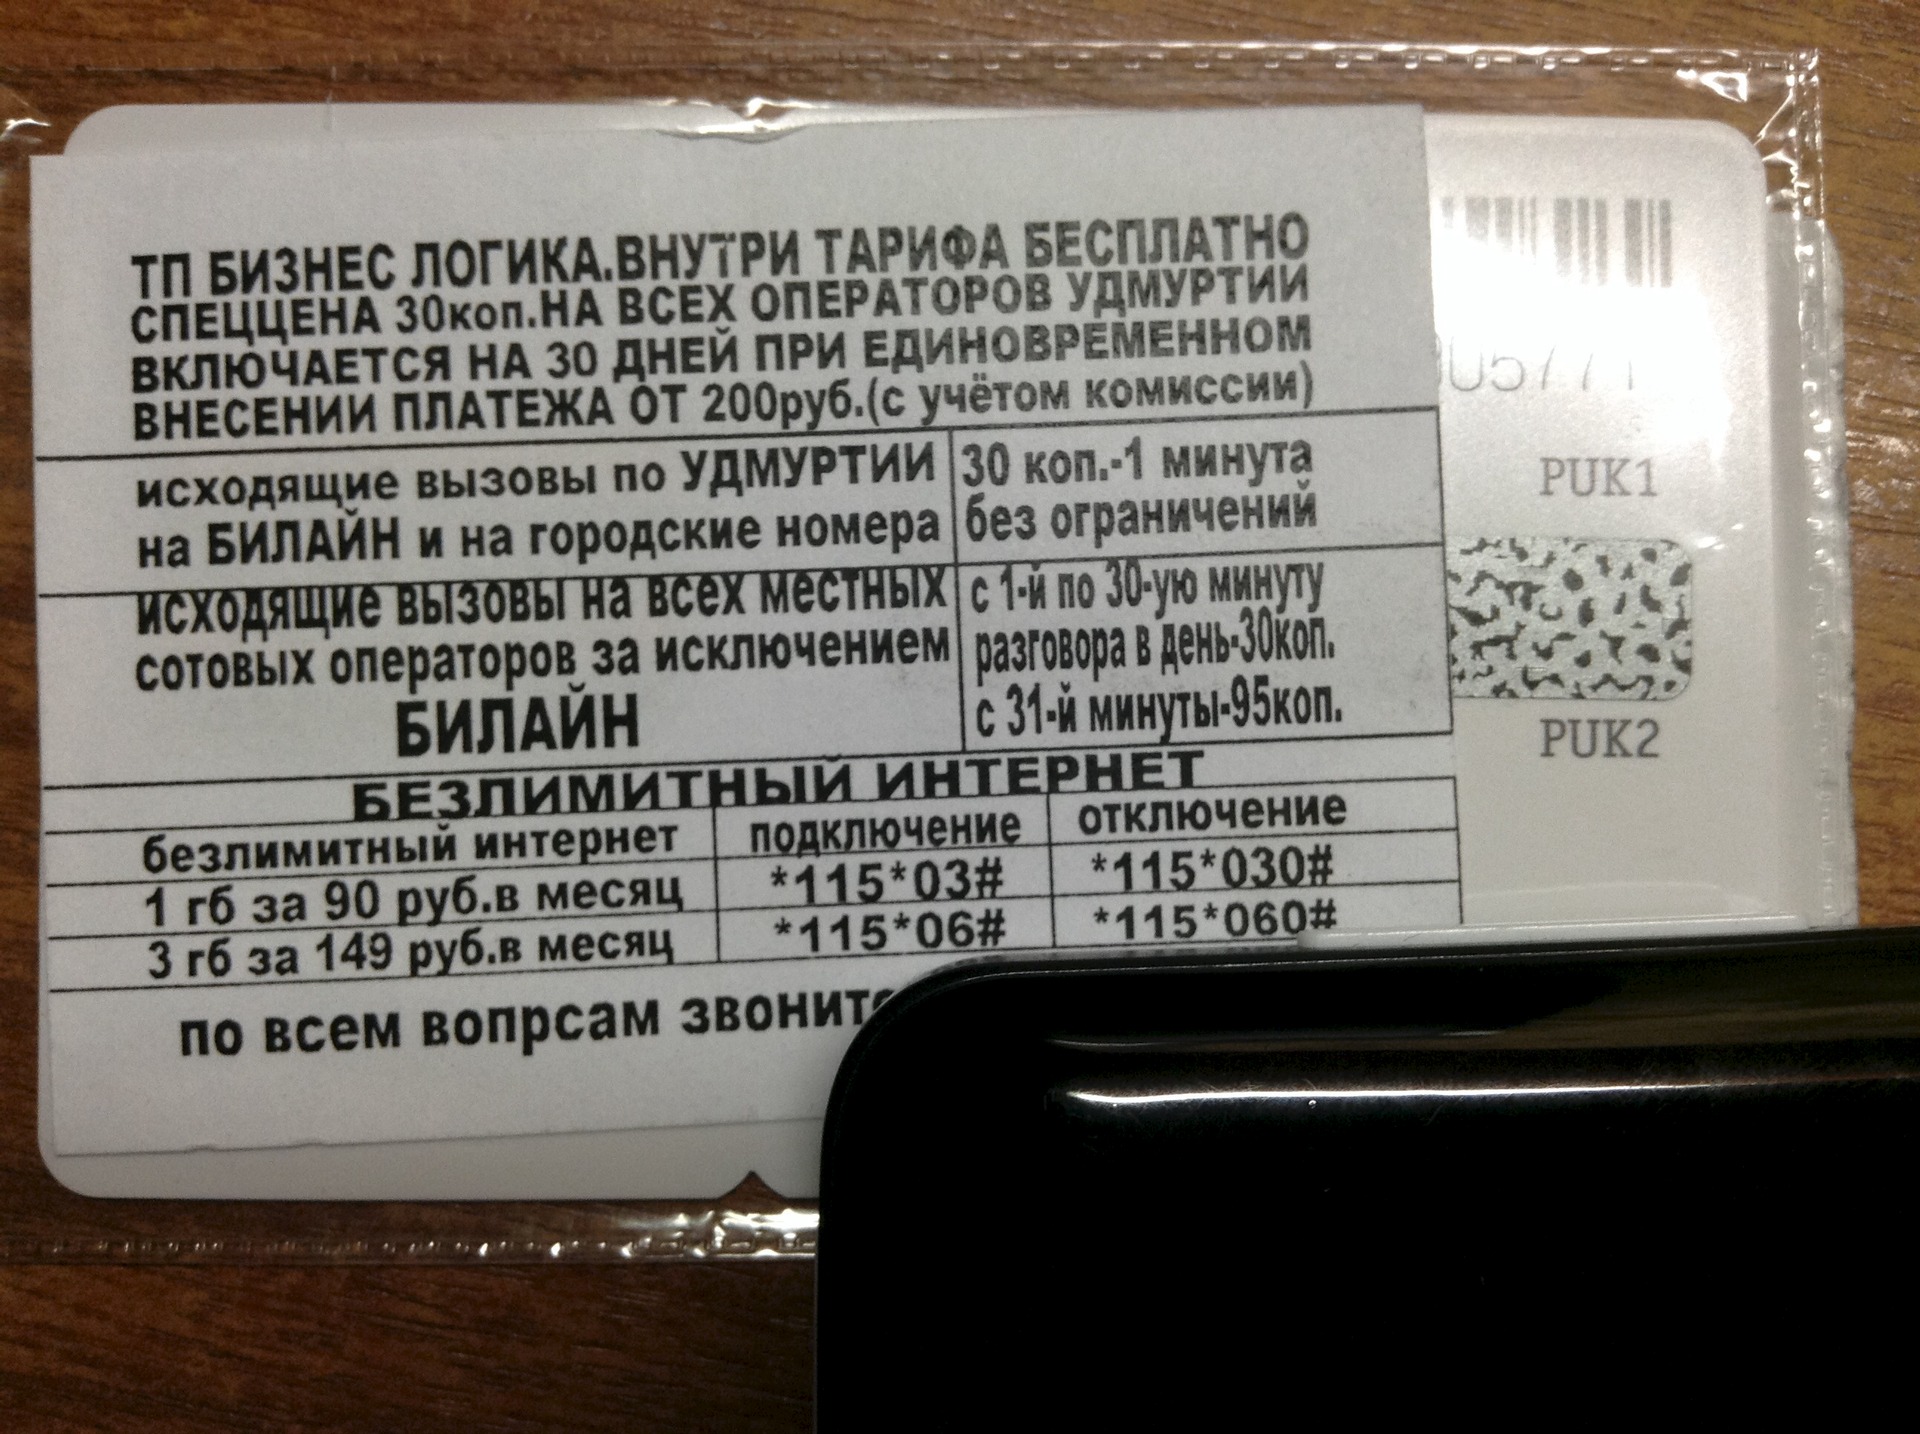 ТП БИЗНЕС ЛОГИКА.ВНУТРИ ТАРИФА БЕСПЛАТНО
СПЕЦЦЕНА 30коп.НА ВСЕХ ОПЕРАТОРОВ УДМУРТИИ
ВКЛЮЧАЕТСЯ НА 30 ДНЕЙ ПРИ ЕДИНОВРЕМЕННОМ
ВНЕСЕНИИ ПЛАТЕЖА ОТ 200руб.(с учётом комиссии)
исходящие вызовы по УДМУРТИИ
на БИЛАЙН и на городские номера
30 коп.-1 минута
без ограничений
исходящие вызовы на всех местных
сотовых операторов за исключением
БИЛАЙН
с 1-й по 30-ую минуту
разговора в день-30коп.
с 31-й минуты-95коп.
БЕЗЛИМИТНЫЙ ИНТЕРНЕТ
безлимитный интернет подключение отключение
1 гб за 90 руб.в месяц *115*03# *115*030#
3 гб за 149 руб.в месяц *115*06# *115*060#
по всем вопрсам
PUK1
PUK2